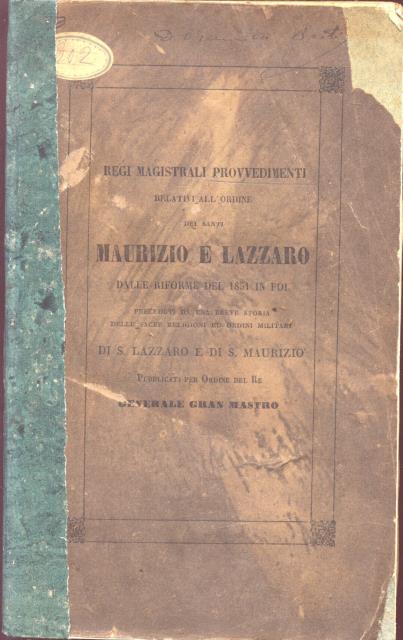 102
REGI MAGISTRALI PROVVEDIMENTI
RELATIVI ALL'ORDINE
DEI SANTI
MAURIZIO E LAZZARO
DALLE RIFORME DEL 1831 IN POI
PRECEDUTI DA UNA BREVE STORIA
DELLE SACRE RELIGIONI ED ORDINI MILITARI
DI S. LAZZARO E DI S. MAURIZIO
PUBBLICATI PER ORDINE DEL RE
GENERALE GRAN MASTRO